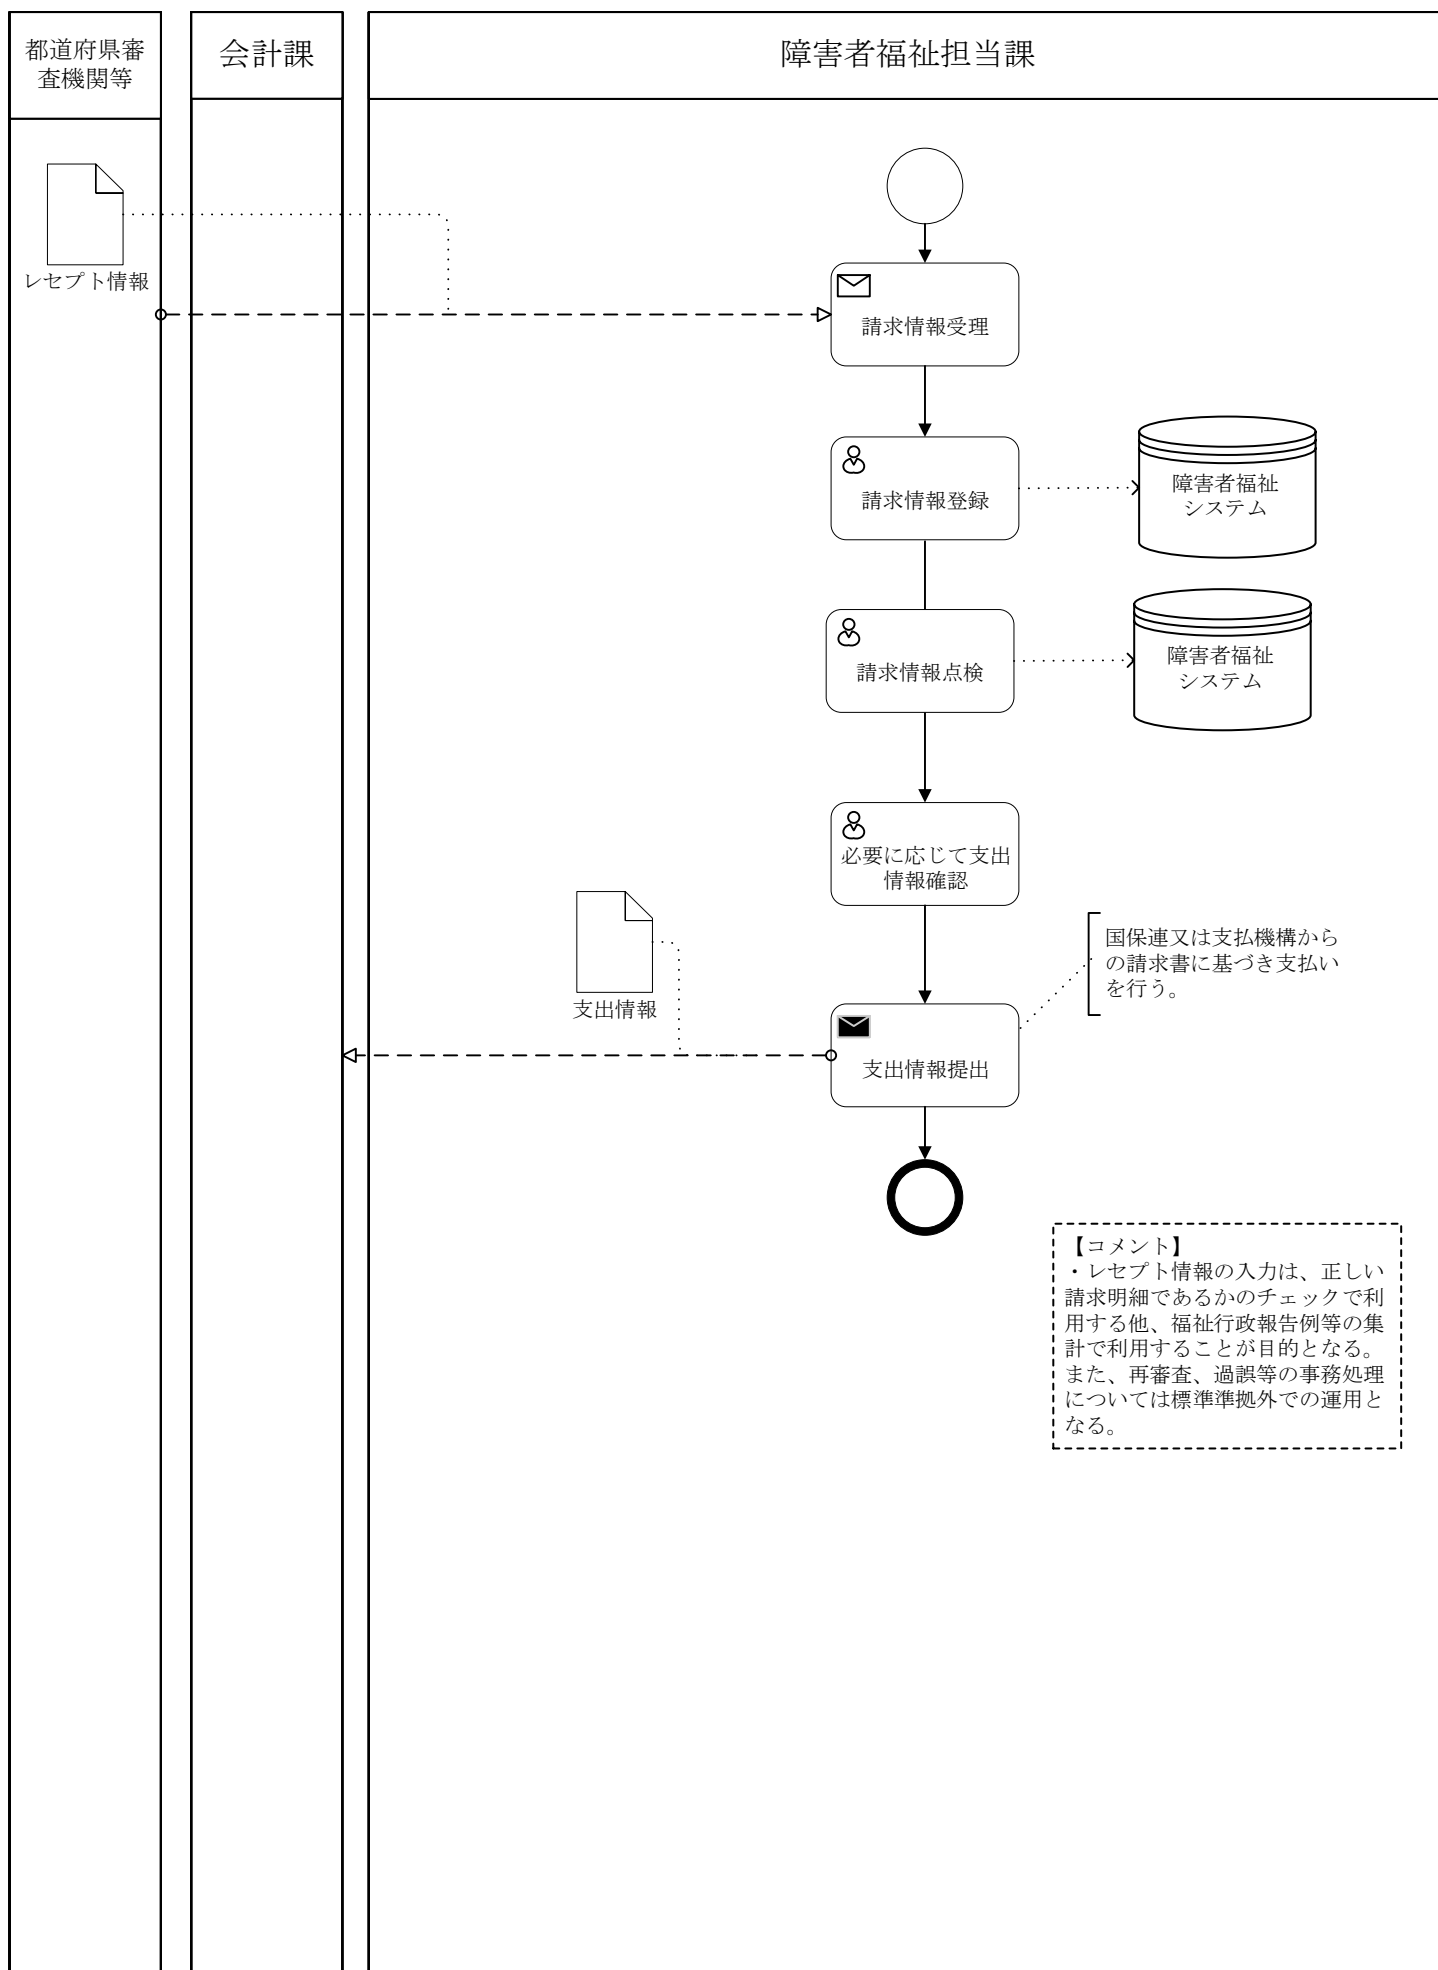 都道府県審
査機関等
会計課
障害者福祉担当課
レセプト情報
請求情報受理
請求情報登録
障害者福祉
システム
請求情報点検
障害者福祉
システム
必要に応じて支出
情報確認
支出情報
国保連又は支払機構から
の請求書に基づき支払い
を行う。
支出情報提出
【コメント】
・レセプト情報の入力は、正しい
請求明細であるかのチェックで利
用する他、福祉行政報告例等の集
計で利用することが目的となる。
また、再審査、過誤等の事務処理
については標準準拠外での運用と
なる。